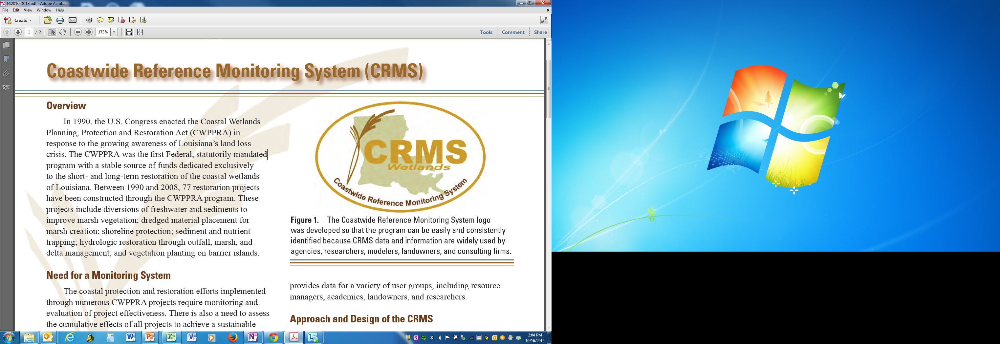 FS2010-3018.pdf - Adobe Acrobat
File Edit View Window Help
Create
1 / 2 173% Tools Comment Share
Coastwide Reference Monitoring System (CRMS)
Overview
In 1990, the U.S. Congress enacted the Coastal Wetlands
Planning, Protection and Restoration Act (CWPPRA) in
response to the growing awareness of Louisiana’s land loss
crisis. The CWPPRA was the first Federal, statutorily mandated
program with a stable source of funds dedicated exclusively
to the short- and long-term restoration of the coastal wetlands
of Louisiana. Between 1990 and 2008, 77 restoration projects
have been constructed through the CWPPRA program. These
projects include diversions of freshwater and sediments to
improve marsh vegetation; dredged material placement for
marsh creation; shoreline protection; sediment and nutrient
trapping; hydrologic restoration through outfall, marsh, and
delta management; and vegetation planting on barrier islands.
Need for a Monitoring System
The coastal protection and restoration efforts implemented
through numerous CWPPRA projects require monitoring and
evaluation of project effectiveness. There is also a need to assess
the cumulative effects of all projects to achieve a sustainable
CRMS
Wetlands
Coastwide Reference Monitoring System
Figure 1. The Coastwide Reference Monitoring System logo
was developed so that the program can be easily and consistently
identified because CRMS data and information are widely used by
agencies, researchers, modelers, landowners, and consulting firms.
provides data for a variety of user groups, including resource
managers, academics, landowners, and researchers.
Approach and Design of the CRMS
2:04 PM
10/16/2015